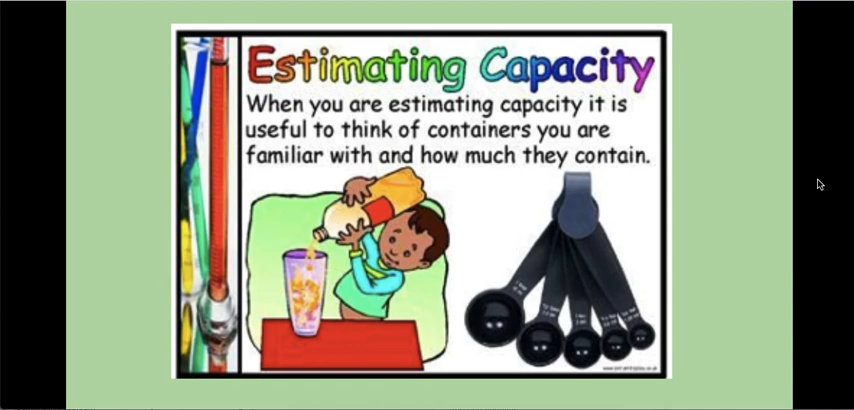 Estimating Capacity
When you are estimating capacity it is
useful to think of containers you are
familiar with and how much they contain.